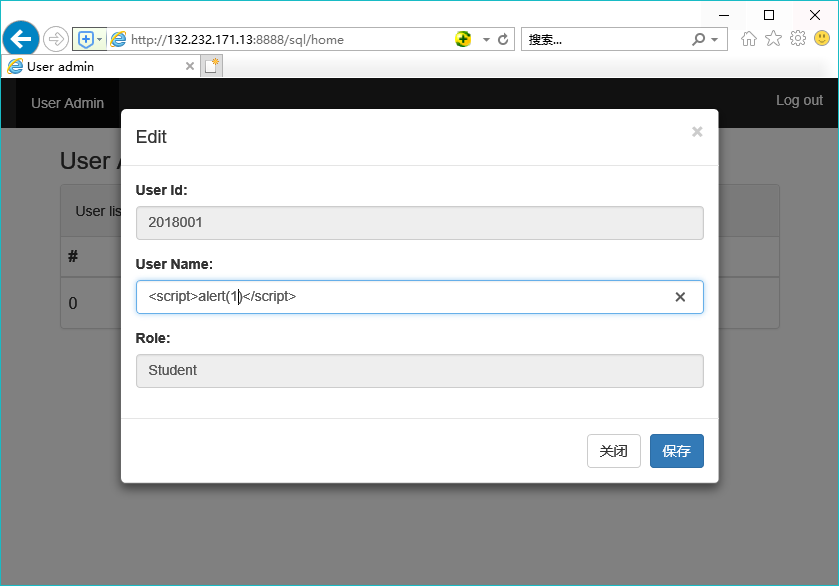 http://132.232.171.13:8888/sql/home
搜索...
User admin
User Admin
Log out
User A
Edit
User lis
User Id:
2018001
#
User Name:
<script>alert(1)</script>
0
Role:
Student
关闭
保存